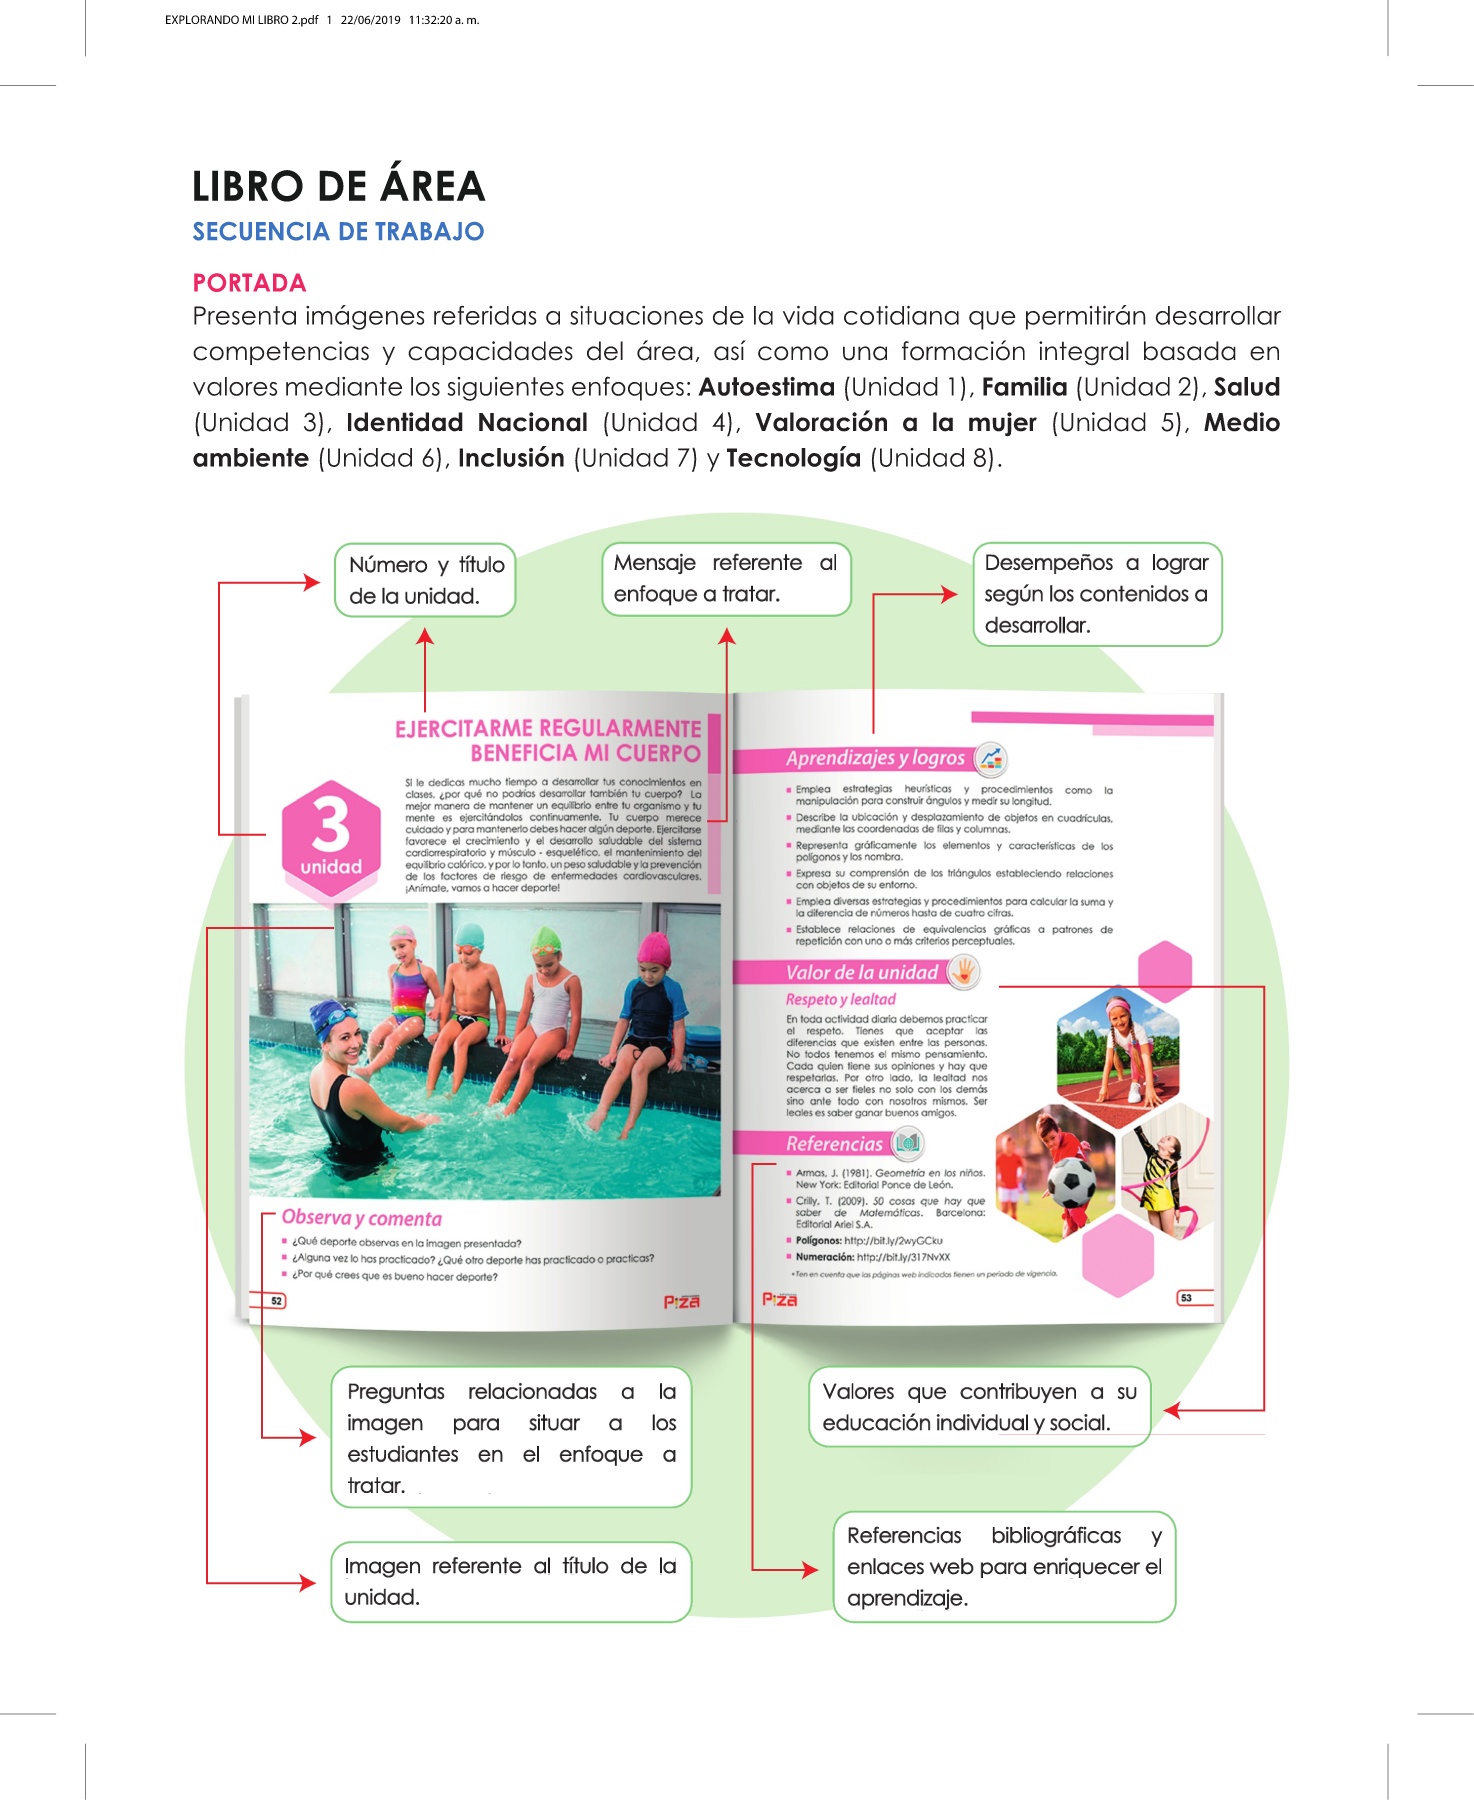 EXPLORANDO MI LIBRO 2.pdf 1 22/06/2019 11:32:20 a. m.
LIBRO DE ÁREA
SECUENCIA DE TRABAJO
PORTADA
Presenta imágenes referidas a situaciones de la vida cotidiana que permitirán desarrollar
competencias y capacidades del área, así como una formación integral basada en
valores mediante los siguientes enfoques: Autoestima (Unidad 1), Familia (Unidad 2), Salud
(Unidad 3), Identidad Nacional (Unidad 4), Valoración a la mujer (Unidad 5), Medio
ambiente (Unidad 6), Inclusión (Unidad 7) y Tecnología (Unidad 8).
Número y título
de la unidad.
Mensaje referente al
enfoque a tratar.
Desempeños a lograr
según los contenidos a
desarrollar.
EJERCITARME REGULARMENTE
BENEFICIA MI CUERPO
3
unidad
Si le dedicas mucho tiempo a desarrollar tus conocimientos en
clases, ¿por qué no podrías desarrollar también tu cuerpo? La
mejor manera de mantener un equilibrio entre tu organismo y tu
mente es ejercitándolos continuamente. Tu cuerpo merece
cuidado y para mantenerlo debes hacer algún deporte. Ejercitarse
favorece el crecimiento y el desarrollo saludable del sistema
cardiorrespiratorio y músculo - esquelético, el mantenimiento del
equilibrio calórico, y por lo tanto, un peso saludable y la prevención
de los factores de riesgo de enfermedades cardiovasculares.
¡Anímate, vamos a hacer deporte!
Observa y comenta
¿Qué deporte observas en la imagen presentada?
¿Alguna vez lo has practicado? ¿Qué otro deporte has practicado o practicas?
¿Por qué crees que es bueno hacer deporte?
52
Piza
Aprendizajes y logros
Emplea estrategias heurísticas y procedimientos como la
manipulación para construir ángulos y medir su longitud.
Describe la ubicación y desplazamiento de objetos en cuadrículas,
mediante las coordenadas de filas y columnas.
Representa gráficamente los elementos y características de los
polígonos y los nombra.
Expresa su comprensión de los triángulos estableciendo relaciones
con objetos de su entorno.
Emplea diversas estrategias y procedimientos para calcular la suma y
la diferencia de números hasta de cuatro cifras.
Establece relaciones de equivalencias gráficas a patrones de
repetición con uno o más criterios perceptuales.
Valor de la unidad
Respeto y lealtad
En toda actividad diaria debemos practicar
el respeto. Tienes que aceptar las
diferencias que existen entre las personas.
No todos tenemos el mismo pensamiento.
Cada quien tiene sus opiniones y hay que
respetarlas. Por otro lado, la lealtad nos
acerca a ser fieles no solo con los demás
sino ante todo con nosotros mismos. Ser
leales es saber ganar buenos amigos.
Referencias
Armas, J. (1981). Geometría en los niños.
New York: Editorial Ponce de León.
Crilly, T. (2009). 50 cosas que hay que
saber de Matemáticas. Barcelona:
Editorial Ariel S.A.
Polígonos: http://bit.ly/2wyGCku
Numeración: http://bit.ly/317NvXX
*Ten en cuenta que las páginas web indicadas tienen un periodo de vigencia.
Piza
53
Preguntas relacionadas a la
imagen para situar a los
estudiantes en el enfoque a
tratar.
Valores que contribuyen a su
educación individual y social.
Imagen referente al título de la
unidad.
Referencias bibliográficas y
enlaces web para enriquecer el
aprendizaje.